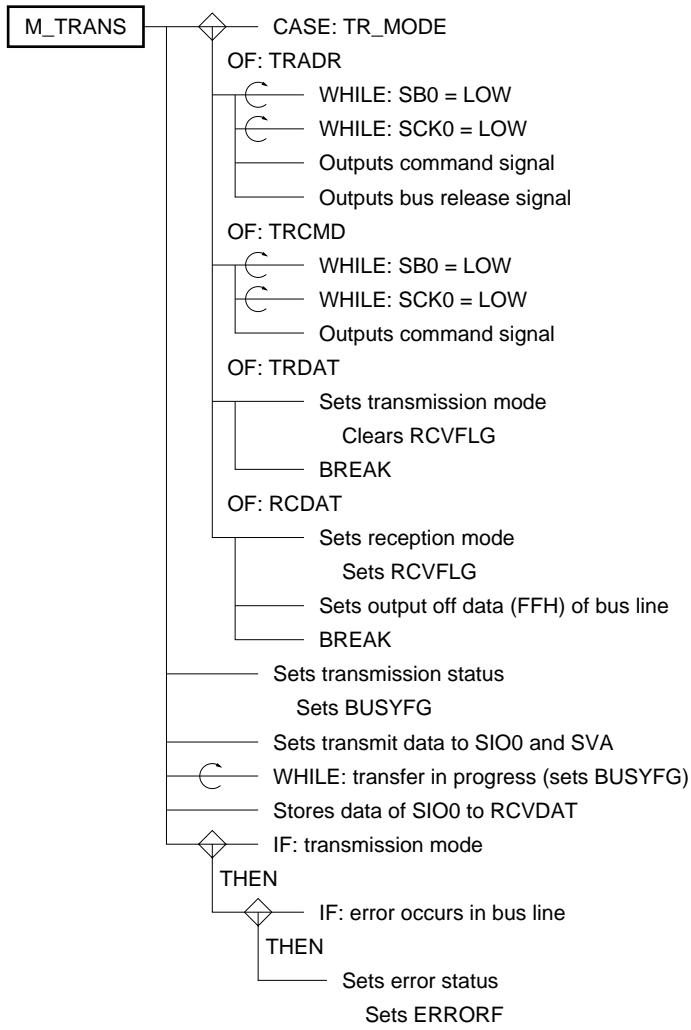 M_TRANS
CASE: TR_MODE
OF: TRADR
WHILE: SB0 = LOW
WHILE: SCK0 = LOW
Outputs command signal
Outputs bus release signal
OF: TRCMD
WHILE: SB0 = LOW
WHILE: SCK0 = LOW
Outputs command signal
OF: TRDAT
Sets transmission mode
Clears RCVFLG
BREAK
OF: RCDAT
Sets reception mode
Sets RCVFLG
Sets output off data (FFH) of bus line
BREAK
Sets transmission status
Sets BUSYFG
Sets transmit data to SIO0 and SVA
WHILE: transfer in progress (sets BUSYFG)
Stores data of SIO0 to RCVDAT
IF: transmission mode
THEN
IF: error occurs in bus line
THEN
Sets error status
Sets ERRORF